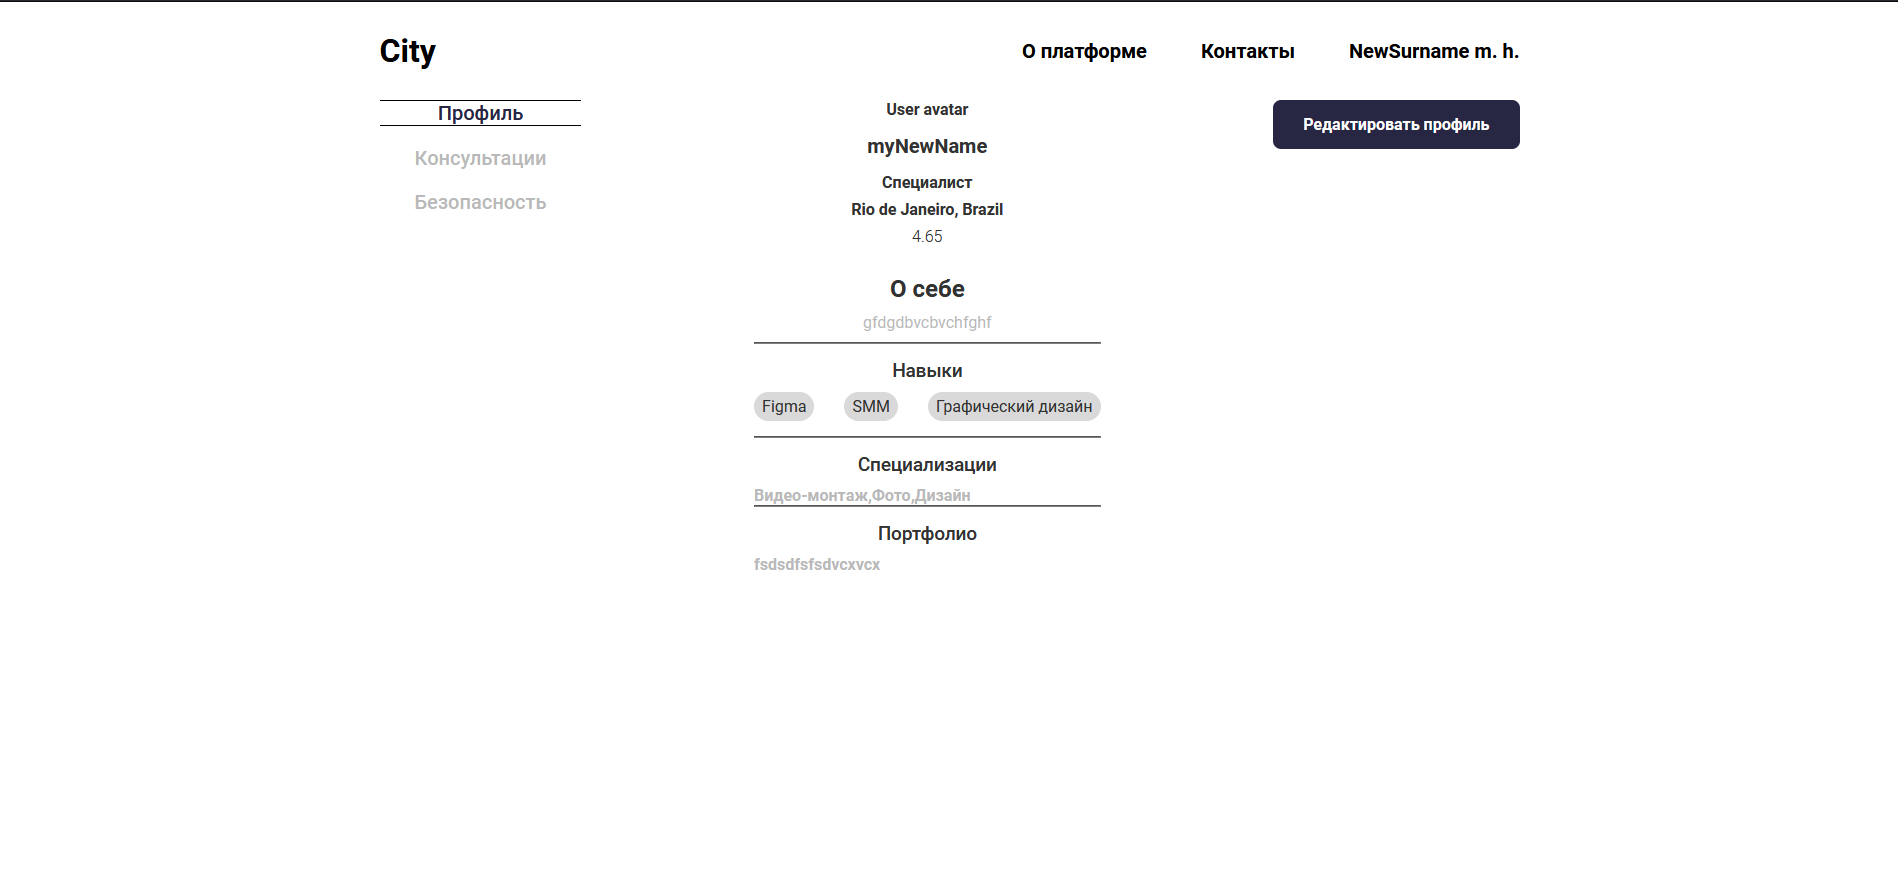 City
О платформе
Контакты
NewSurname m. h.
Профиль
Консультации
Безопасность
User avatar
myNewName
Специалист
Rio de Janeiro, Brazil
4.65
О себе
gfdgdbvcbvchfghf
Навыки
Figma
SMM
Графический дизайн
Специализации
Видео-монтаж,Фото,Дизайн
Портфолио
fsdsdfsfsdvcxvcx
Редактировать профиль